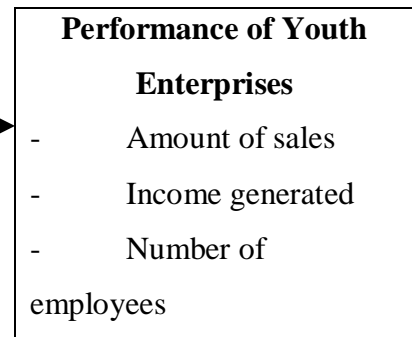 Performance of Youth
Enterprises
- Amount of sales
- Income generated
- Number of
employees